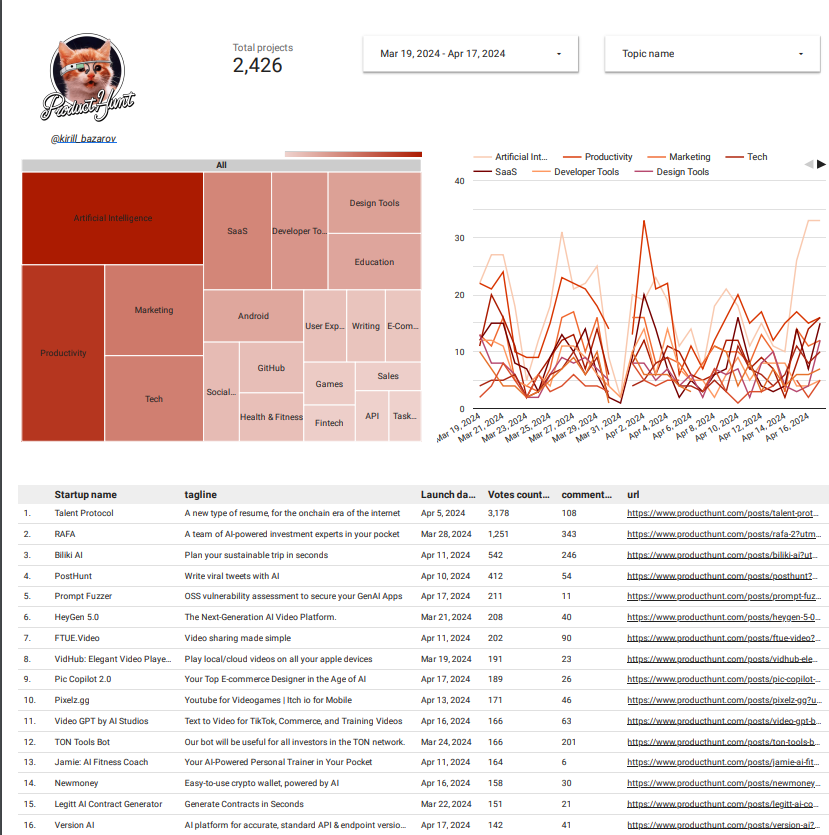 Total projects
2,426
Mar 19, 2024 - Apr 17, 2024
Topic name
ProductHunt
@kirill_bazarov
All
Artificial Intelligence
SaaS
Developer To...
Design Tools
Education
Productivity
Marketing
Tech
Android
User Exp...
Writing
E-Com...
Social...
GitHub
Health & Fitness
Games
Sales
Fintech
API
Task...
Artificial Int...
Productivity
Marketing
Tech
SaaS
Developer Tools
Design Tools
40
30
20
10
0
Mar 19, 2024
Mar 21, 2024
Mar 23, 2024
Mar 25, 2024
Mar 27, 2024
Mar 29, 2024
Mar 31, 2024
Apr 2, 2024
Apr 4, 2024
Apr 6, 2024
Apr 8, 2024
Apr 10, 2024
Apr 12, 2024
Apr 14, 2024
Apr 16, 2024
Startup name tagline Launch da... Votes count... comment... url
1. Talent Protocol A new type of resume, for the onchain era of the internet Apr 5, 2024 3,178 108 https://www.producthunt.com/posts/talent-prot...
2. RAFA A team of AI-powered investment experts in your pocket Mar 28, 2024 1,251 343 https://www.producthunt.com/posts/rafa-2?utm...
3. Biliki AI Plan your sustainable trip in seconds Apr 11, 2024 542 246 https://www.producthunt.com/posts/biliki-ai?ut...
4. PostHunt Write viral tweets with AI Apr 10, 2024 412 54 https://www.producthunt.com/posts/posthunt?...
5. Prompt Fuzzer OSS vulnerability assessment to secure your GenAI Apps Apr 17, 2024 211 11 https://www.producthunt.com/posts/prompt-fuz...
6. HeyGen 5.0 The Next-Generation AI Video Platform. Mar 21, 2024 208 40 https://www.producthunt.com/posts/heygen-5-0...
7. FTUE.Video Video sharing made simple Apr 11, 2024 202 90 https://www.producthunt.com/posts/ftue-video?...
8. VidHub: Elegant Video Playe... Play local/cloud videos on all your apple devices Mar 19, 2024 191 23 https://www.producthunt.com/posts/vidhub-ele...
9. Pic Copilot 2.0 Your Top E-commerce Designer in the Age of AI Apr 17, 2024 189 26 https://www.producthunt.com/posts/pic-copilot-...
10. Pixelz.gg Youtube for Videogames | Itch io for Mobile Apr 13, 2024 171 46 https://www.producthunt.com/posts/pixelz-gg?u...
11. Video GPT by AI Studios Text to Video for TikTok, Commerce, and Training Videos Apr 16, 2024 166 63 https://www.producthunt.com/posts/video-gpt-b...
12. TON Tools Bot Our bot will be useful for all investors in the TON network. Mar 24, 2024 166 201 https://www.producthunt.com/posts/ton-tools-b...
13. Jamie: AI Fitness Coach Your AI-Powered Personal Trainer in Your Pocket Apr 11, 2024 164 6 https://www.producthunt.com/posts/jamie-ai-fit...
14. Newmoney Easy-to-use crypto wallet, powered by AI Apr 16, 2024 158 30 https://www.producthunt.com/posts/newmoney...
15. Legitt AI Contract Generator Generate Contracts in Seconds Mar 22, 2024 151 21 https://www.producthunt.com/posts/legitt-ai-co...
16. Version AI AI platform for accurate, standard API & endpoint versio... Apr 17, 2024 142 41 https://www.producthunt.com/posts/version-ai?...